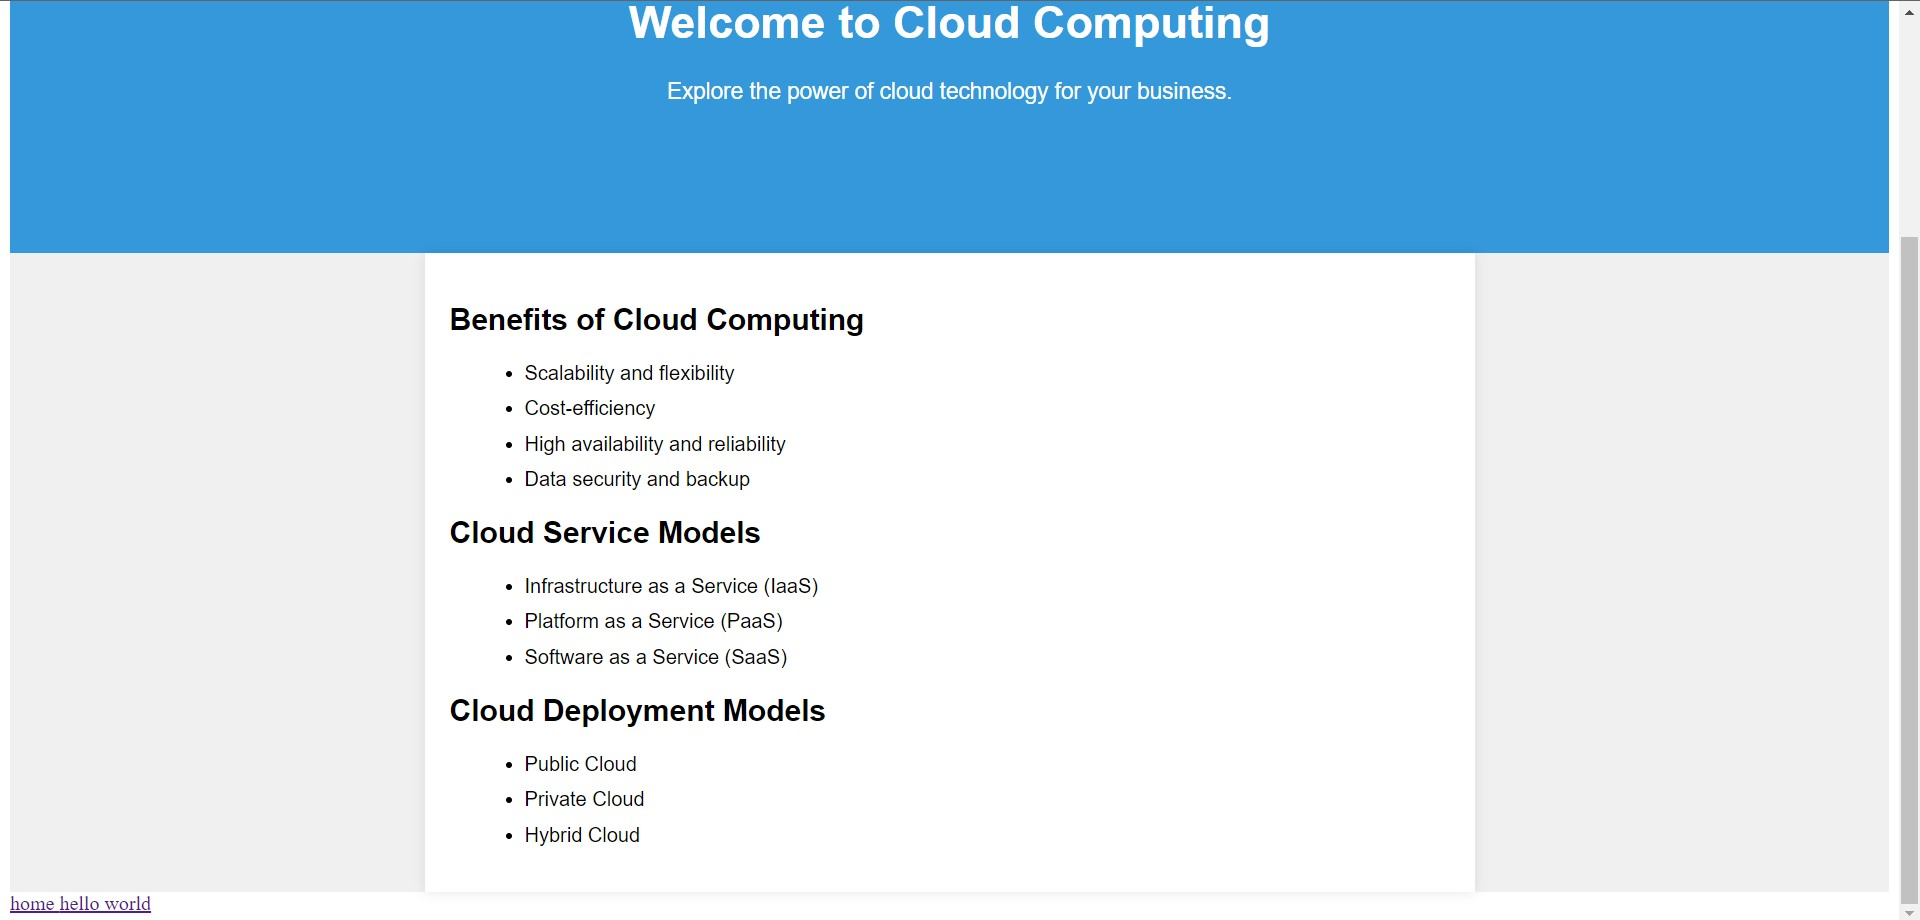 Welcome to Cloud Computing
Explore the power of cloud technology for your business.
Benefits of Cloud Computing
Scalability and flexibility
Cost-efficiency
High availability and reliability
Data security and backup
Cloud Service Models
Infrastructure as a Service (IaaS)
Platform as a Service (PaaS)
Software as a Service (SaaS)
Cloud Deployment Models
Public Cloud
Private Cloud
Hybrid Cloud
home hello world